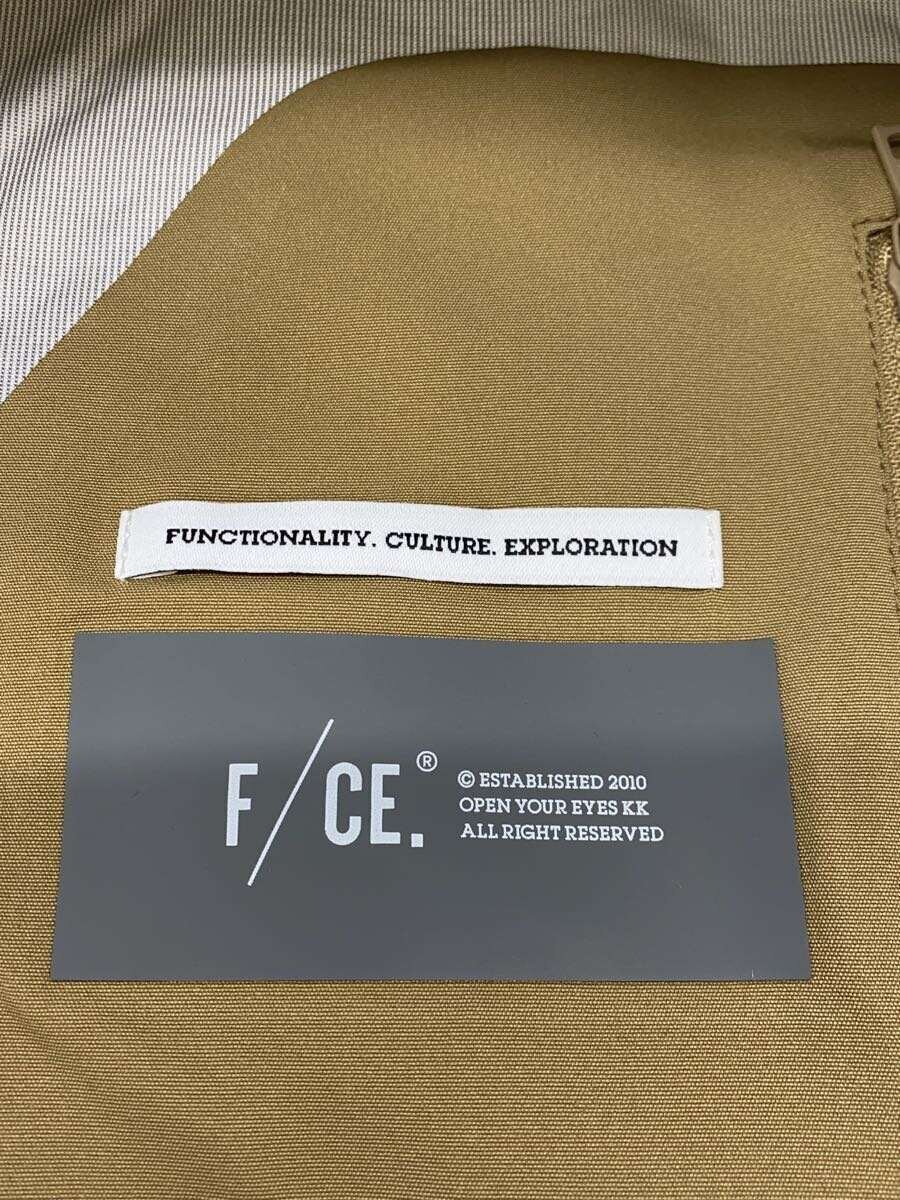 FUNCTIONALITY. CULTURE. EXPLORATION
F/CE.®
© ESTABLISHED 2010
OPEN YOUR EYES KK
ALL RIGHT RESERVED